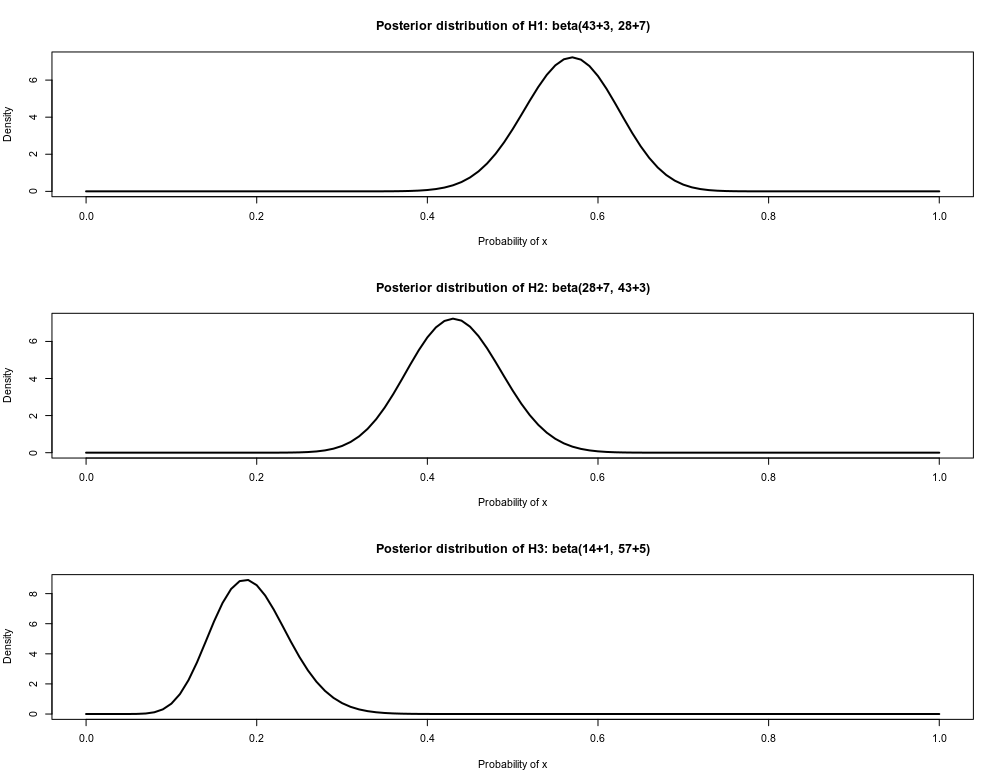 Posterior distribution of H1: beta(43+3, 28+7)
Density
0 2 4 6
0.0 0.2 0.4 0.6 0.8 1.0
Probability of x
Posterior distribution of H2: beta(28+7, 43+3)
Density
0 2 4 6
0.0 0.2 0.4 0.6 0.8 1.0
Probability of x
Posterior distribution of H3: beta(14+1, 57+5)
Density
0 2 4 6 8
0.0 0.2 0.4 0.6 0.8 1.0
Probability of x